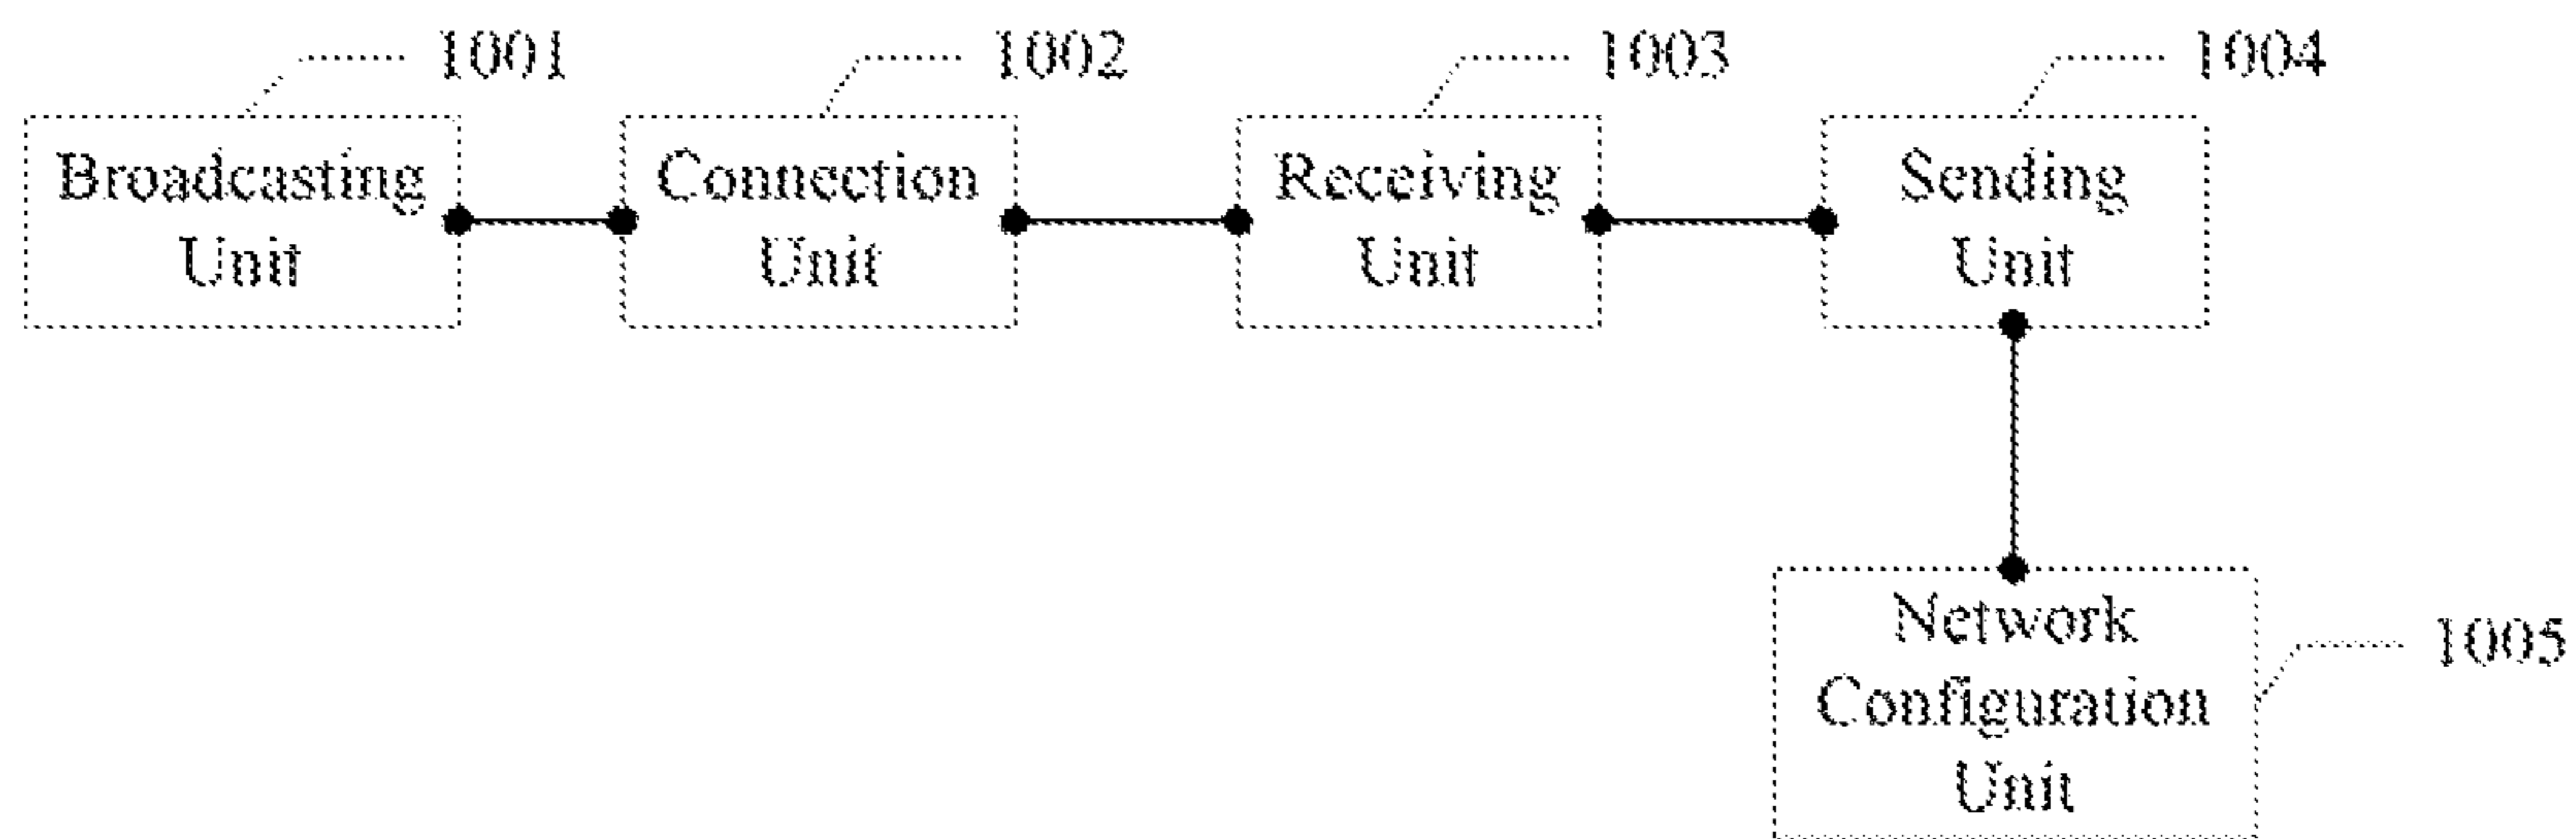 1001
1002
1003
1004
Broadcasting
Unit
Connection
Unit
Receiving
Unit
Sending
Unit
Network
Configuration
Unit
1005